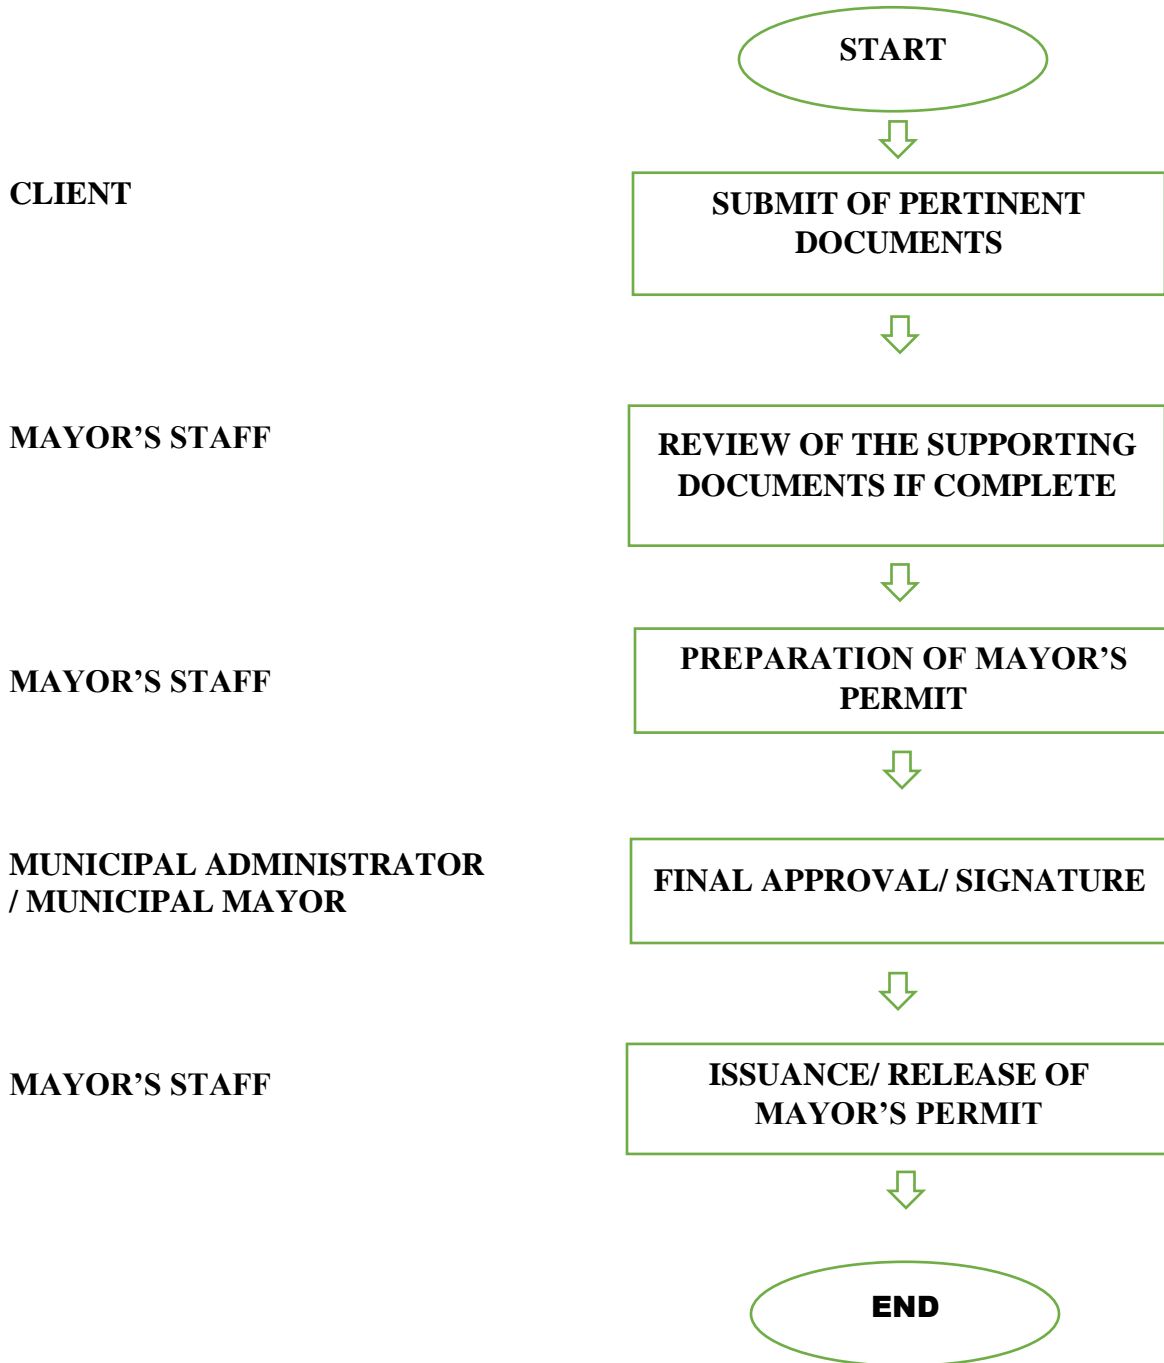 START
CLIENT
SUBMIT OF PERTINENT
DOCUMENTS
MAYOR’S STAFF
REVIEW OF THE SUPPORTING
DOCUMENTS IF COMPLETE
MAYOR’S STAFF
PREPARATION OF MAYOR’S
PERMIT
MUNICIPAL ADMINISTRATOR
/ MUNICIPAL MAYOR
FINAL APPROVAL/ SIGNATURE
MAYOR’S STAFF
ISSUANCE/ RELEASE OF
MAYOR’S PERMIT
END